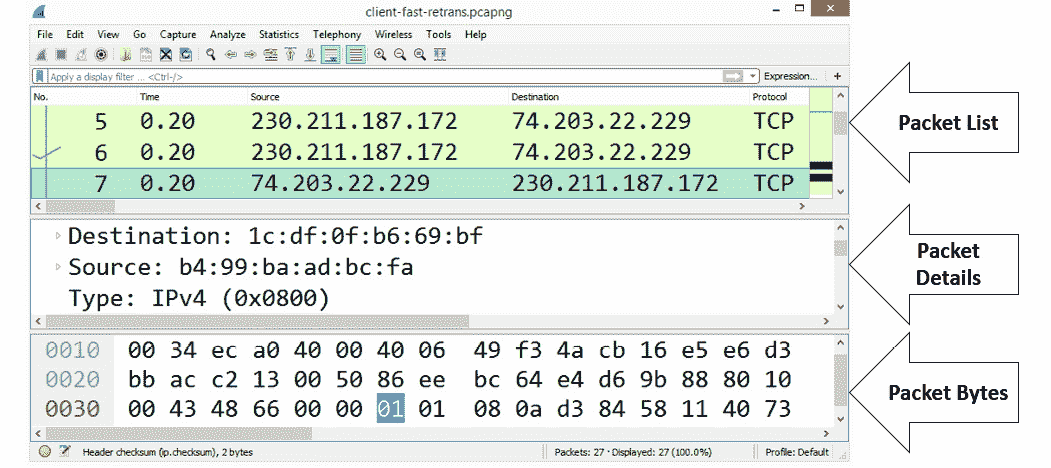 client-fast-retrans.pcapng
File Edit View Go Capture Analyze Statistics Telephony Wireless Tools Help
Apply a display filter ... <Ctrl-/> Expression... +
No. Time Source Destination Protocol
5 0.20 230.211.187.172 74.203.22.229 TCP
6 0.20 230.211.187.172 74.203.22.229 TCP
7 0.20 74.203.22.229 230.211.187.172 TCP
Packet List
Destination: 1c:df:0f:b6:69:bf
Source: b4:99:ba:ad:bc:fa
Type: IPv4 (0x0800)
Packet
Details
0010 00 34 ec a0 40 00 40 06 49 f3 4a cb 16 e5 e6 d3
0020 bb ac c2 13 00 50 86 ee bc 64 e4 d6 9b 88 80 10
0030 00 43 48 66 00 00 01 01 08 0a d3 84 58 11 40 73
Packet Bytes
Header checksum (ip.checksum), 2 bytes Packets: 27 · Displayed: 27 (100.0%) Profile: Default